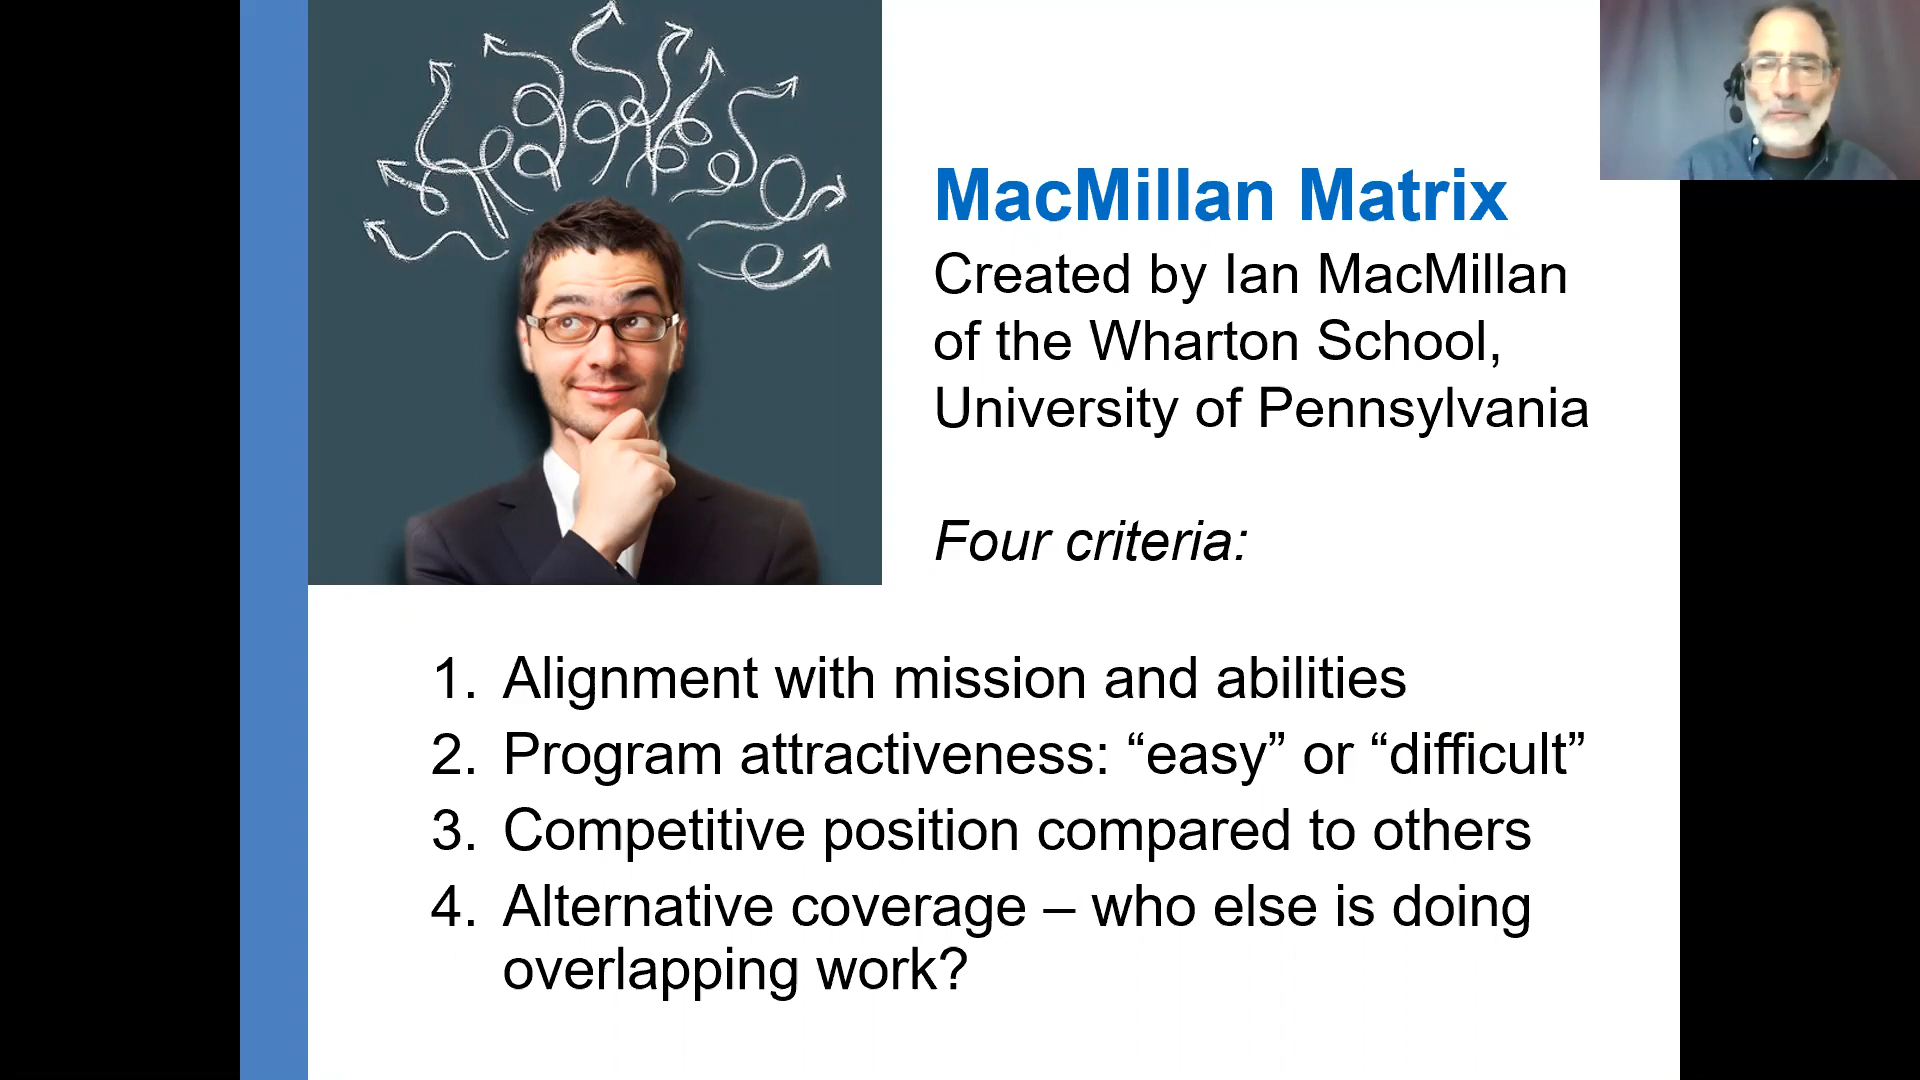 MacMillan Matrix
Created by Ian MacMillan
of the Wharton School,
University of Pennsylvania
Four criteria:
1. Alignment with mission and abilities
2. Program attractiveness: “easy” or “difficult”
3. Competitive position compared to others
4. Alternative coverage – who else is doing
overlapping work?